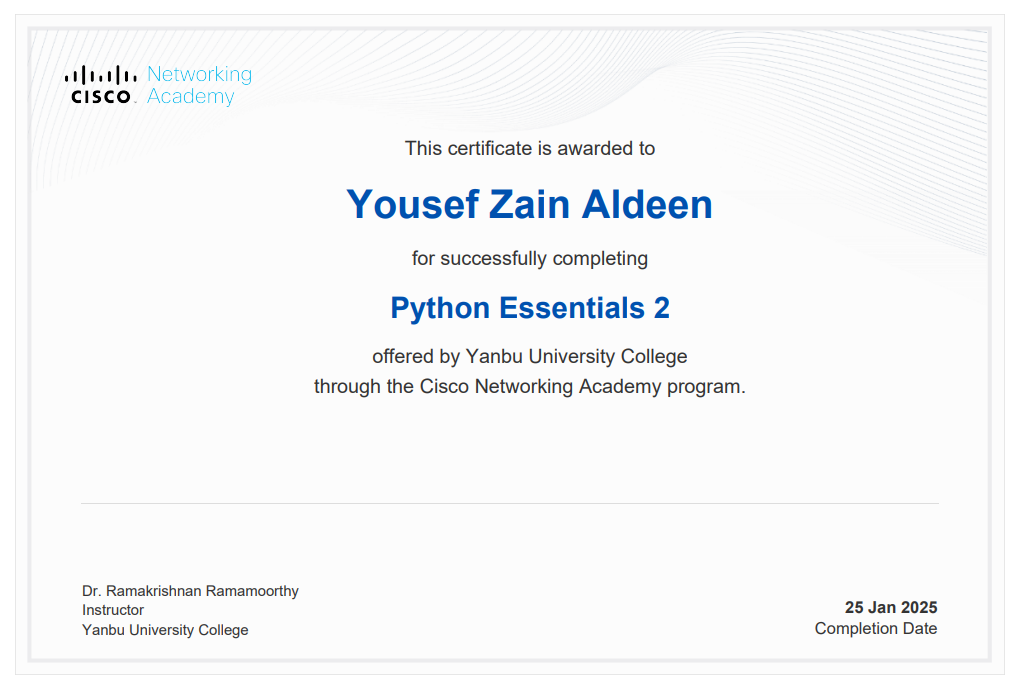 CISCO Networking
Academy
This certificate is awarded to
Yousef Zain Aldeen
for successfully completing
Python Essentials 2
offered by Yanbu University College
through the Cisco Networking Academy program.
Dr. Ramakrishnan Ramamoorthy
Instructor
Yanbu University College
25 Jan 2025
Completion Date